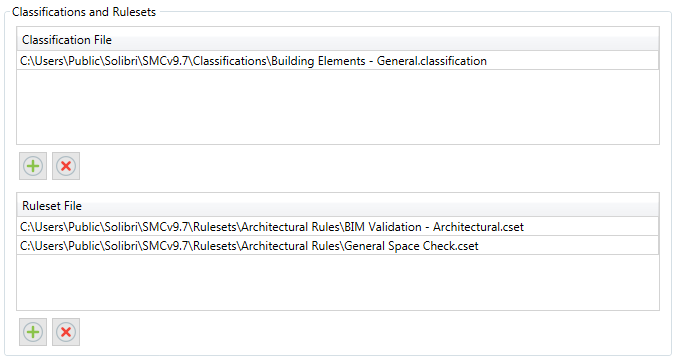 Classifications and Rulesets
Classification File
C:\Users\Public\Solibri\SMCv9.7\Classifications\Building Elements - General.classification
Ruleset File
C:\Users\Public\Solibri\SMCv9.7\Rulesets\Architectural Rules\BIM Validation - Architectural.cset
C:\Users\Public\Solibri\SMCv9.7\Rulesets\Architectural Rules\General Space Check.cset